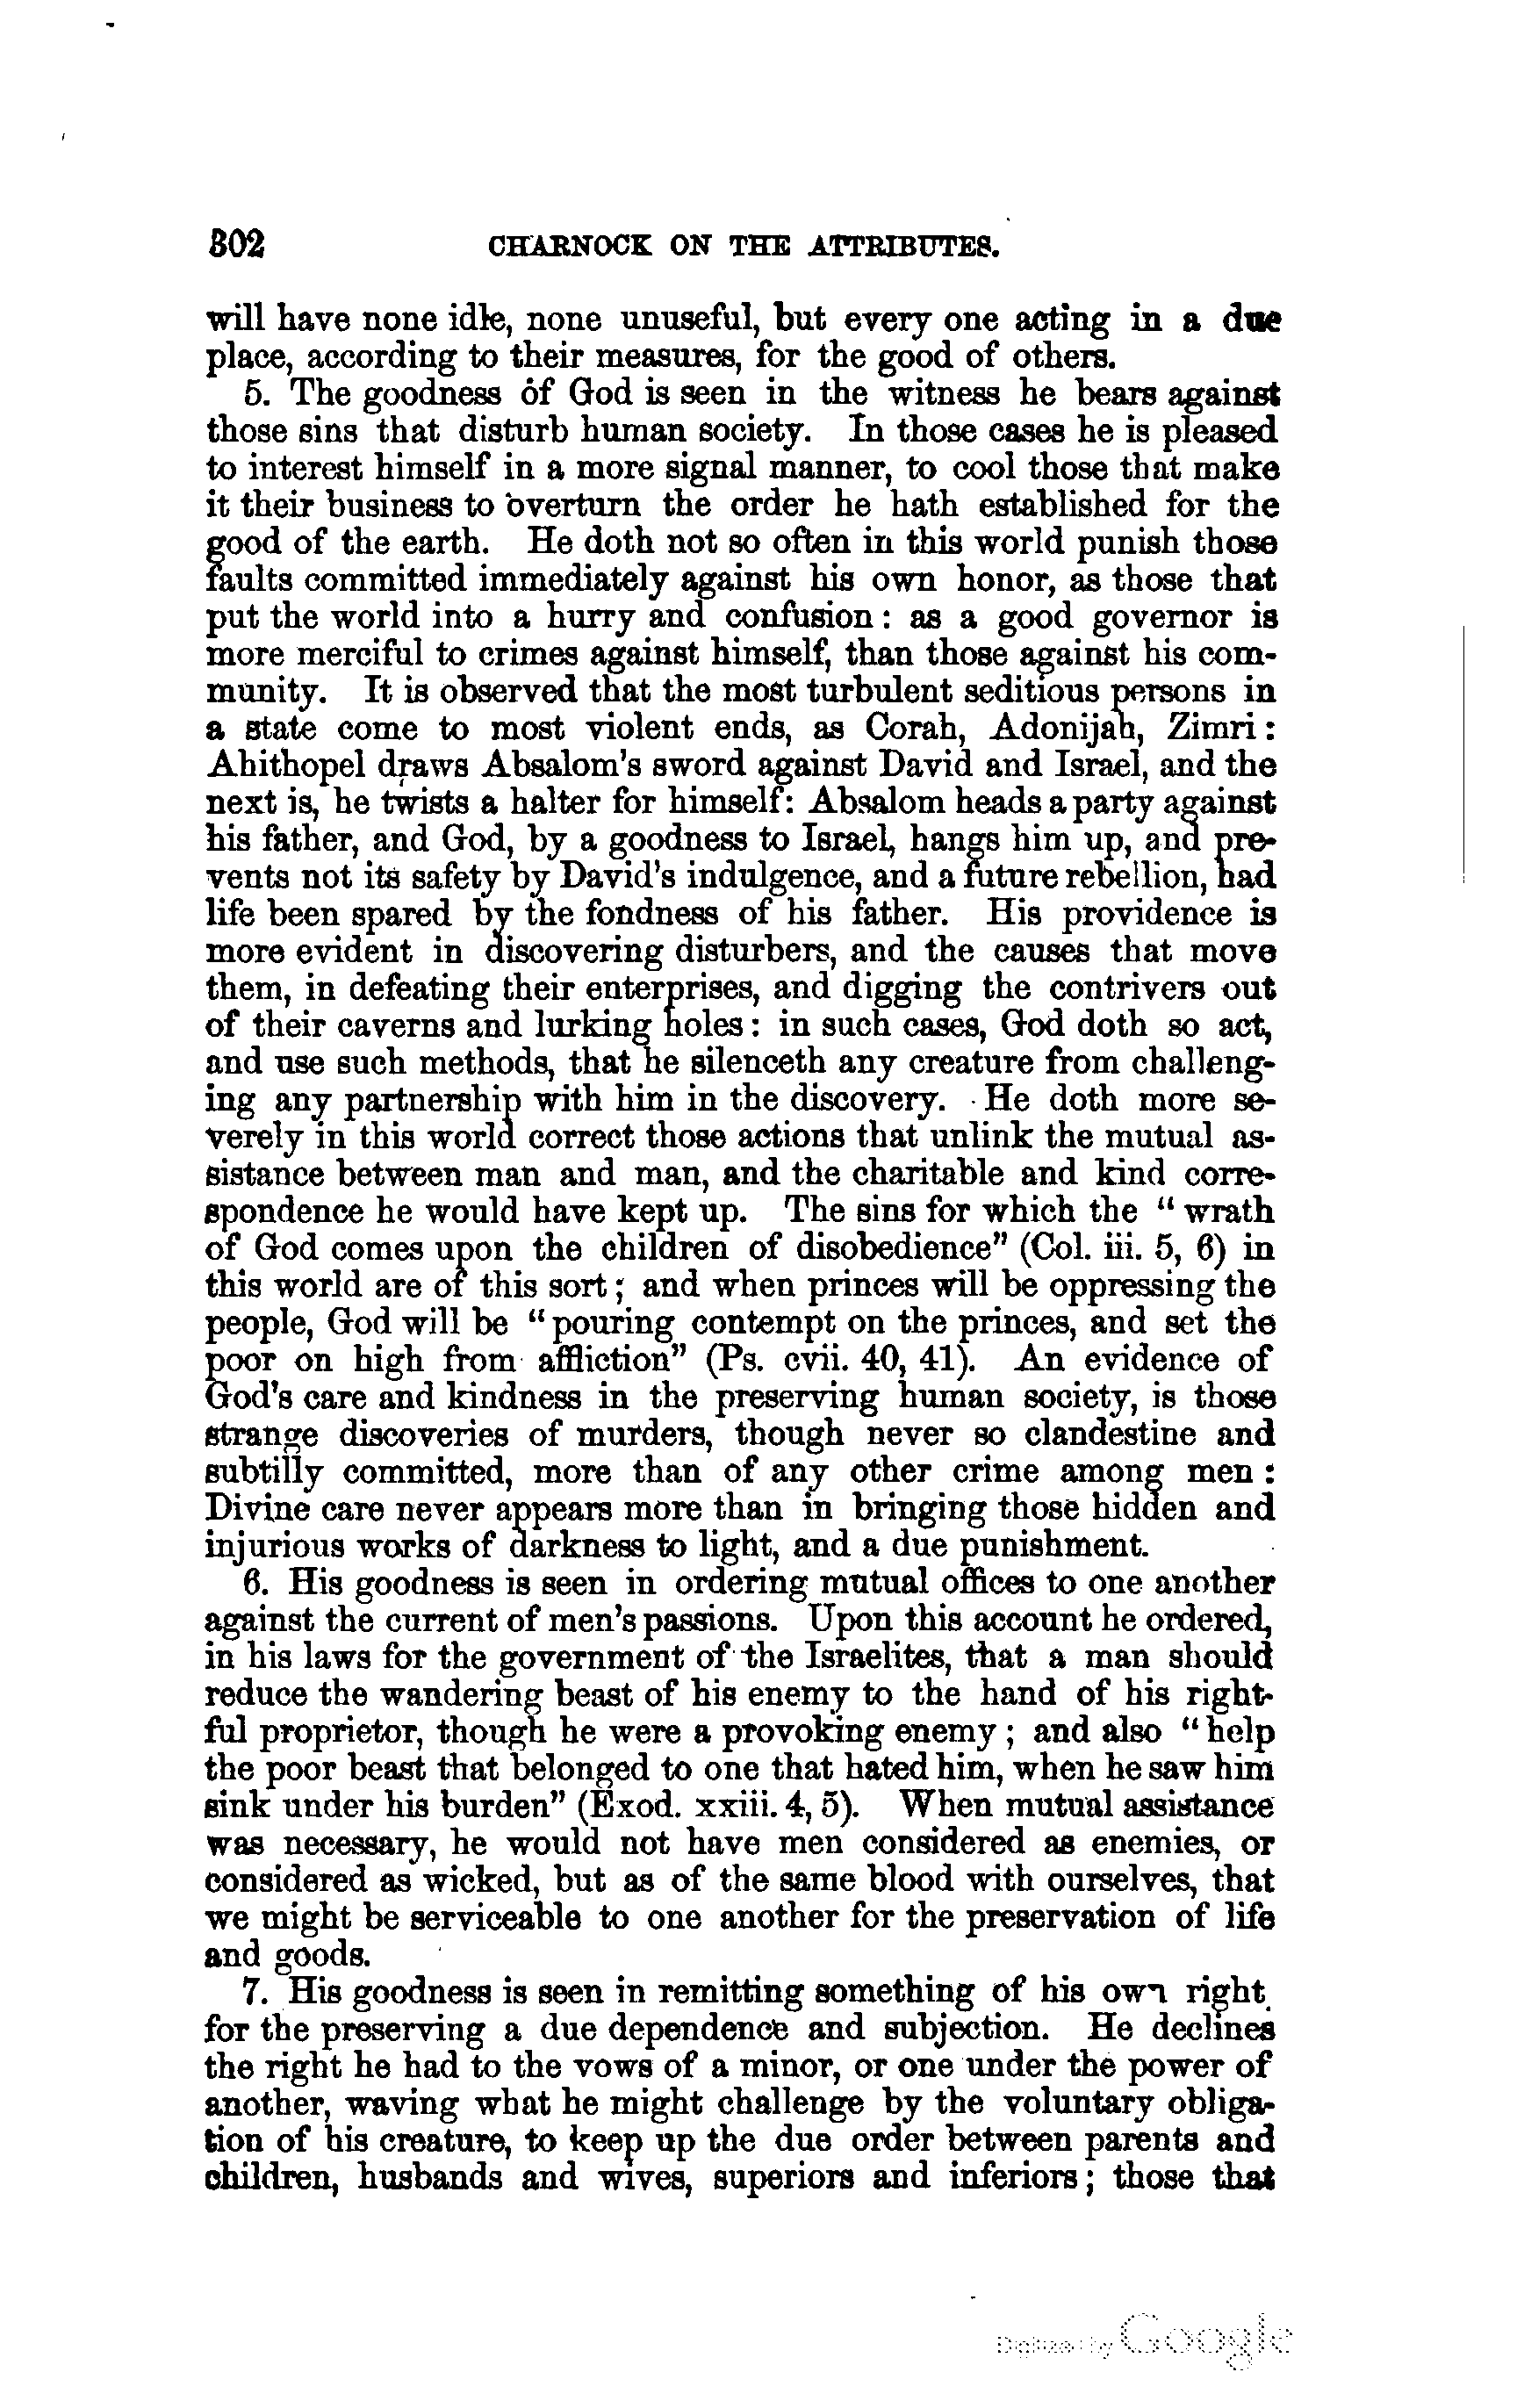 302 CHARNOCK ON THE ATTRIBUTES.
will have none idle, none unuseful, but every one acting in a due
place, according to their measures, for the good of others.
5. The goodness of God is seen in the witness he bears against
those sins that disturb human society. In those cases he is pleased
to interest himself in a more signal manner, to cool those that make
it their business to overturn the order he hath established for the
good of the earth. He doth not so often in this world punish those
faults committed immediately against his own honor, as those that
put the world into a hurry and confusion: as a good governor is
more merciful to crimes against himself, than those against his com-
munity. It is observed that the most turbulent seditious persons in
a state come to most violent ends, as Corah, Adonijah, Zimri:
Ahithopel draws Absalom's sword against David and Israel, and the
next is, he twists a halter for himself: Absalom heads a party against
his father, and God, by a goodness to Israel, hangs him up, and pre-
vents not its safety by David's indulgence, and a future rebellion, had
life been spared by the fondness of his father. His providence is
more evident in discovering disturbers, and the causes that move
them, in defeating their enterprises, and digging the contrivers out
of their caverns and lurking holes: in such cases, God doth so act,
and use such methods, that he silenceth any creature from challeng-
ing any partnership with him in the discovery. He doth more se-
verely in this world correct those actions that unlink the mutual as-
sistance between man and man, and the charitable and kind corre-
spondence he would have kept up. The sins for which the "wrath
of God comes upon the children of disobedience" (Col. iii. 5, 6) in
this world are of this sort; and when princes will be oppressing the
people, God will be "pouring contempt on the princes, and set the
poor on high from affliction" (Ps. cvii. 40, 41). An evidence of
God's care and kindness in the preserving human society, is those
strange discoveries of murders, though never so clandestine and
subtilly committed, more than of any other crime among men:
Divine care never appears more than in bringing those hidden and
injurious works of darkness to light, and a due punishment.
6. His goodness is seen in ordering mutual offices to one another
against the current of men's passions. Upon this account he ordered,
in his laws for the government of the Israelites, that a man should
reduce the wandering beast of his enemy to the hand of his right-
ful proprietor, though he were a provoking enemy; and also "help
the poor beast that belonged to one that hated him, when he saw him
sink under his burden" (Exod. xxiii. 4, 5). When mutual assistance
was necessary, he would not have men considered as enemies, or
considered as wicked, but as of the same blood with ourselves, that
we might be serviceable to one another for the preservation of life
and goods.
7. His goodness is seen in remitting something of his own right
for the preserving a due dependence and subjection. He declines
the right he had to the vows of a minor, or one under the power of
another, waving what he might challenge by the voluntary obliga-
tion of his creature, to keep up the due order between parents and
children, husbands and wives, superiors and inferiors; those that
Digitized by Google